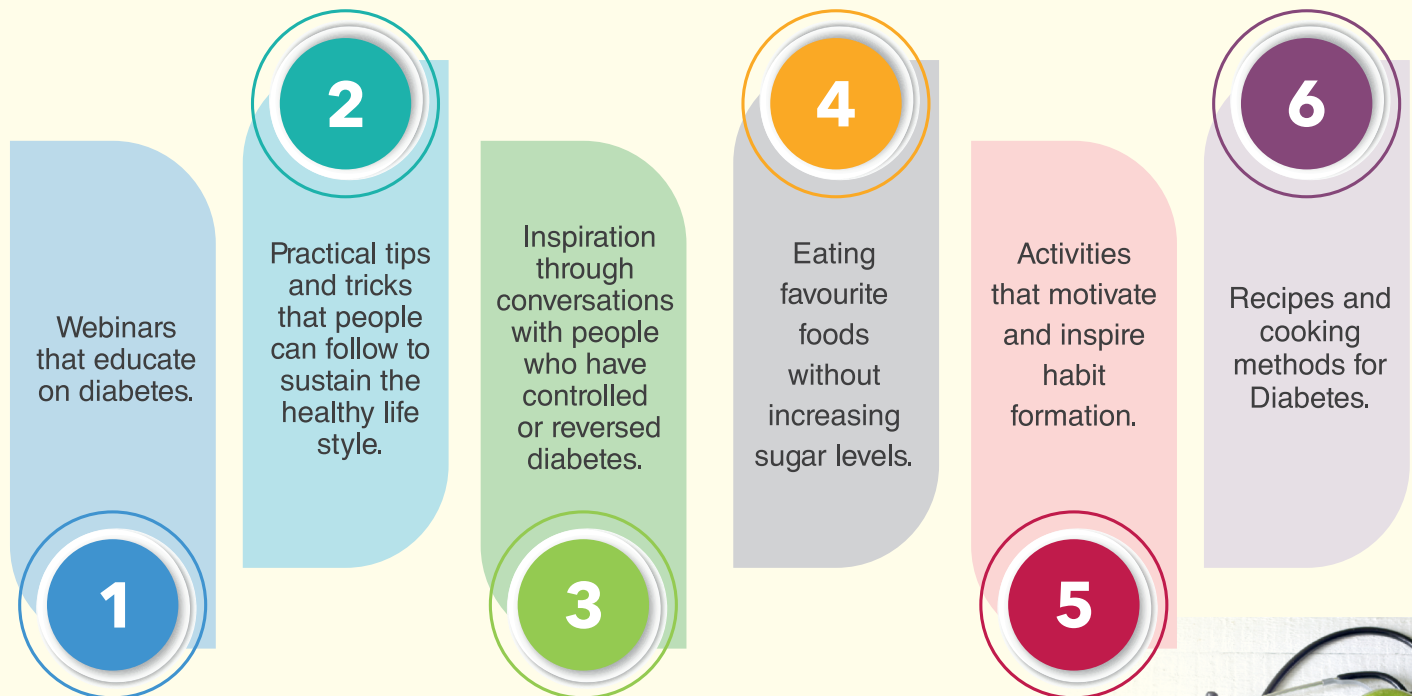 1
Webinars
that educate
on diabetes.
2
Practical tips
and tricks
that people
can follow to
sustain the
healthy life
style.
3
Inspiration
through
conversations
with people
who have
controlled
or reversed
diabetes.
4
Eating
favourite
foods
without
increasing
sugar levels.
5
Activities
that motivate
and inspire
habit
formation.
6
Recipes and
cooking
methods for
Diabetes.